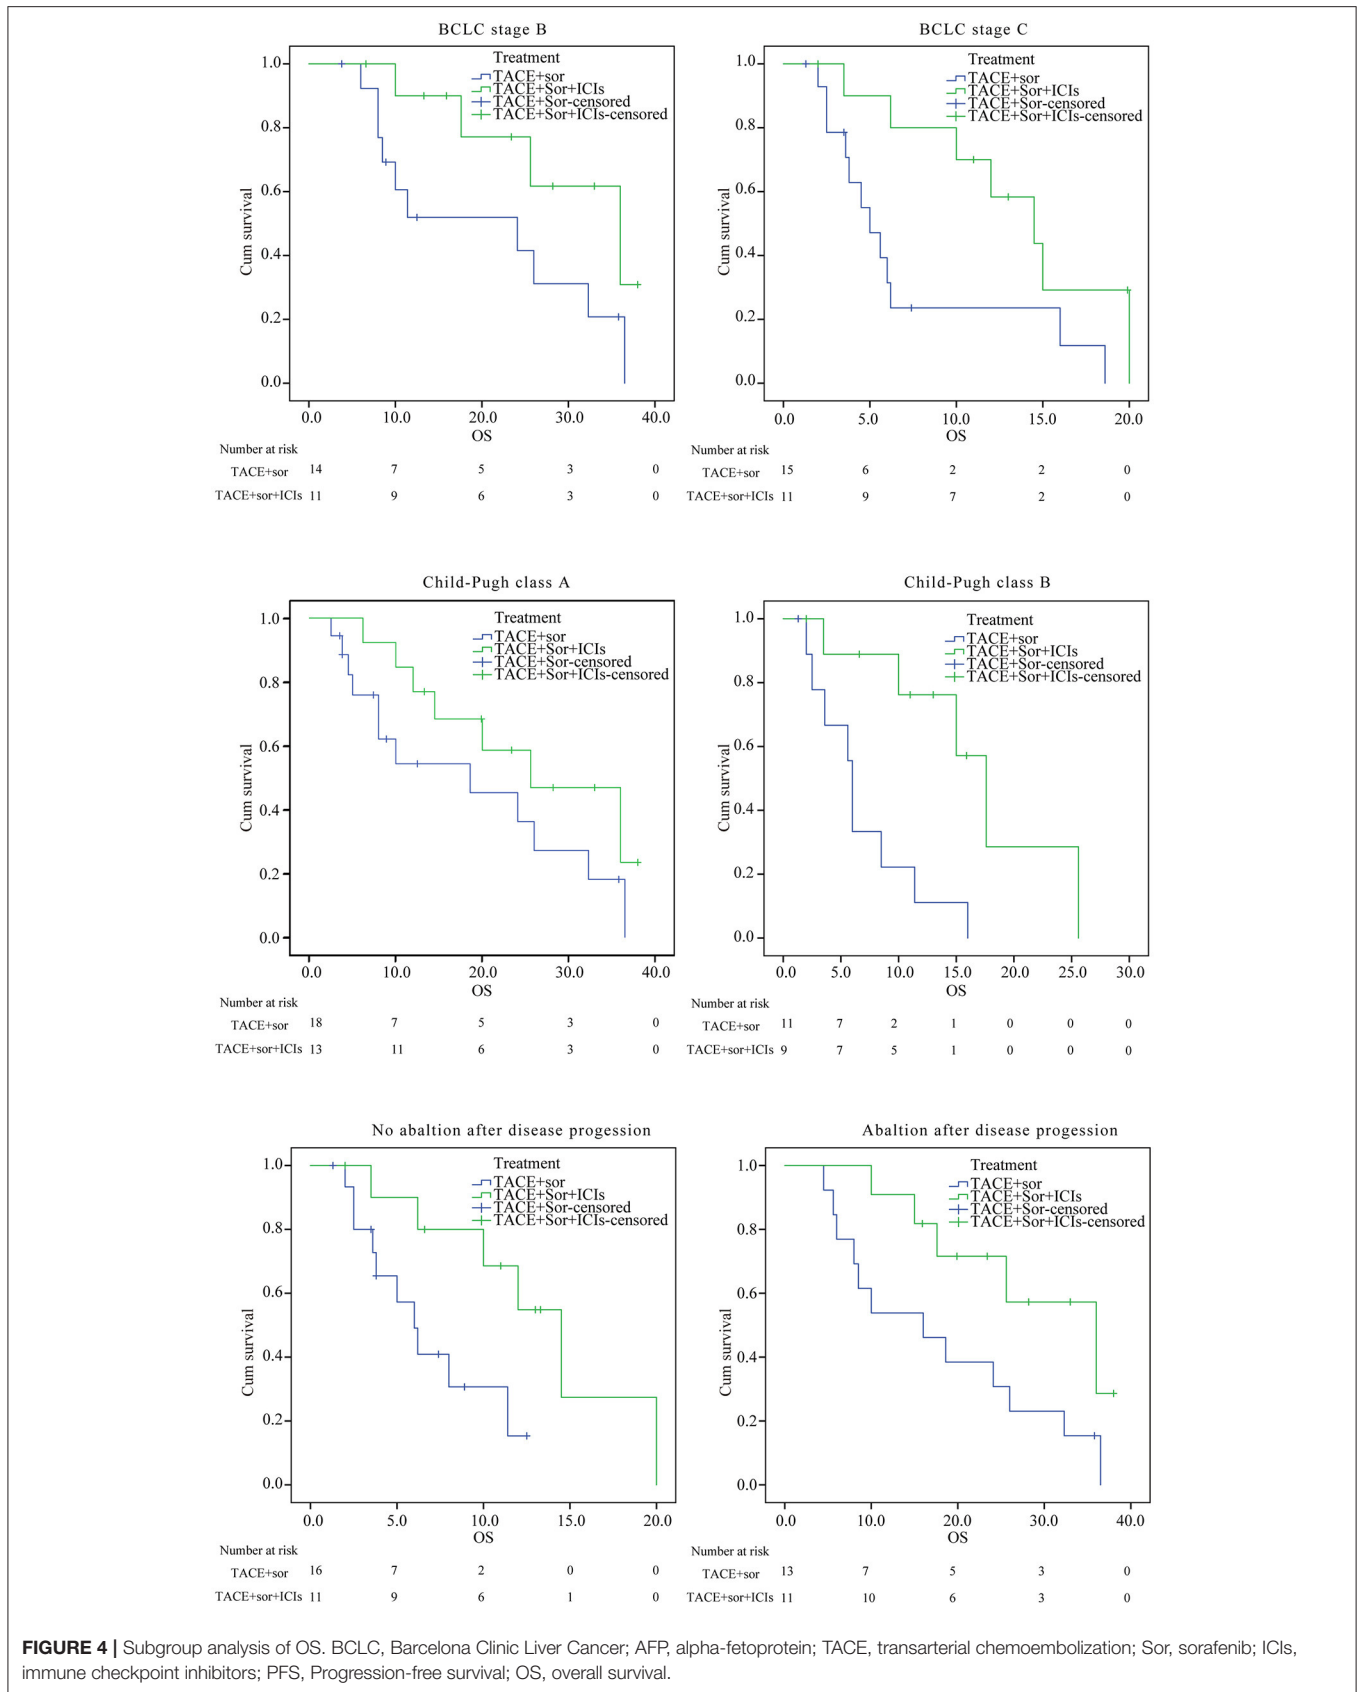 BCLC stage B
Treatment
TACE+sor
TACE+Sor+ICIs
TACE+Sor-censored
TACE+Sor+ICIs-censored
1.0
0.8
0.6
0.4
0.2
0.0
Cum survival
0.0 10.0 20.0 30.0 40.0
OS
Number at risk
TACE+sor 14 7 5 3 0
TACE+sor+ICIs 11 9 6 3 0
BCLC stage C
Treatment
TACE+sor
TACE+Sor+ICIs
TACE+Sor-censored
TACE+Sor+ICIs-censored
1.0
0.8
0.6
0.4
0.2
0.0
Cum survival
0.0 5.0 10.0 15.0 20.0
OS
Number at risk
TACE+sor 15 6 2 2 0
TACE+sor+ICIs 11 9 7 2 0
Child-Pugh class A
Treatment
TACE+sor
TACE+Sor+ICIs
TACE+Sor-censored
TACE+Sor+ICIs-censored
1.0
0.8
0.6
0.4
0.2
0.0
Cum survival
0.0 10.0 20.0 30.0 40.0
OS
Number at risk
TACE+sor 18 7 5 3 0
TACE+sor+ICIs 13 11 6 3 0
Child-Pugh class B
Treatment
TACE+sor
TACE+Sor+ICIs
TACE+Sor-censored
TACE+Sor+ICIs-censored
1.0
0.8
0.6
0.4
0.2
0.0
Cum survival
0.0 5.0 10.0 15.0 20.0 25.0 30.0
OS
Number at risk
TACE+sor 11 7 2 1 0 0 0
TACE+sor+ICIs 9 7 5 1 0 0 0
No abaltion after disease progession
Treatment
TACE+sor
TACE+Sor+ICIs
TACE+Sor-censored
TACE+Sor+ICIs-censored
1.0
0.8
0.6
0.4
0.2
0.0
Cum survival
0.0 5.0 10.0 15.0 20.0
OS
Number at risk
TACE+sor 16 7 2 0 0
TACE+sor+ICIs 11 9 6 1 0
Abaltion after disease progession
Treatment
TACE+sor
TACE+Sor+ICIs
TACE+Sor-censored
TACE+Sor+ICIs-censored
1.0
0.8
0.6
0.4
0.2
0.0
Cum survival
0.0 10.0 20.0 30.0 40.0
OS
Number at risk
TACE+sor 13 7 5 3 0
TACE+sor+ICIs 11 10 6 3 0
FIGURE 4 | Subgroup analysis of OS. BCLC, Barcelona Clinic Liver Cancer; AFP, alpha-fetoprotein; TACE, transarterial chemoembolization; Sor, sorafenib; ICIs,
immune checkpoint inhibitors; PFS, Progression-free survival; OS, overall survival.